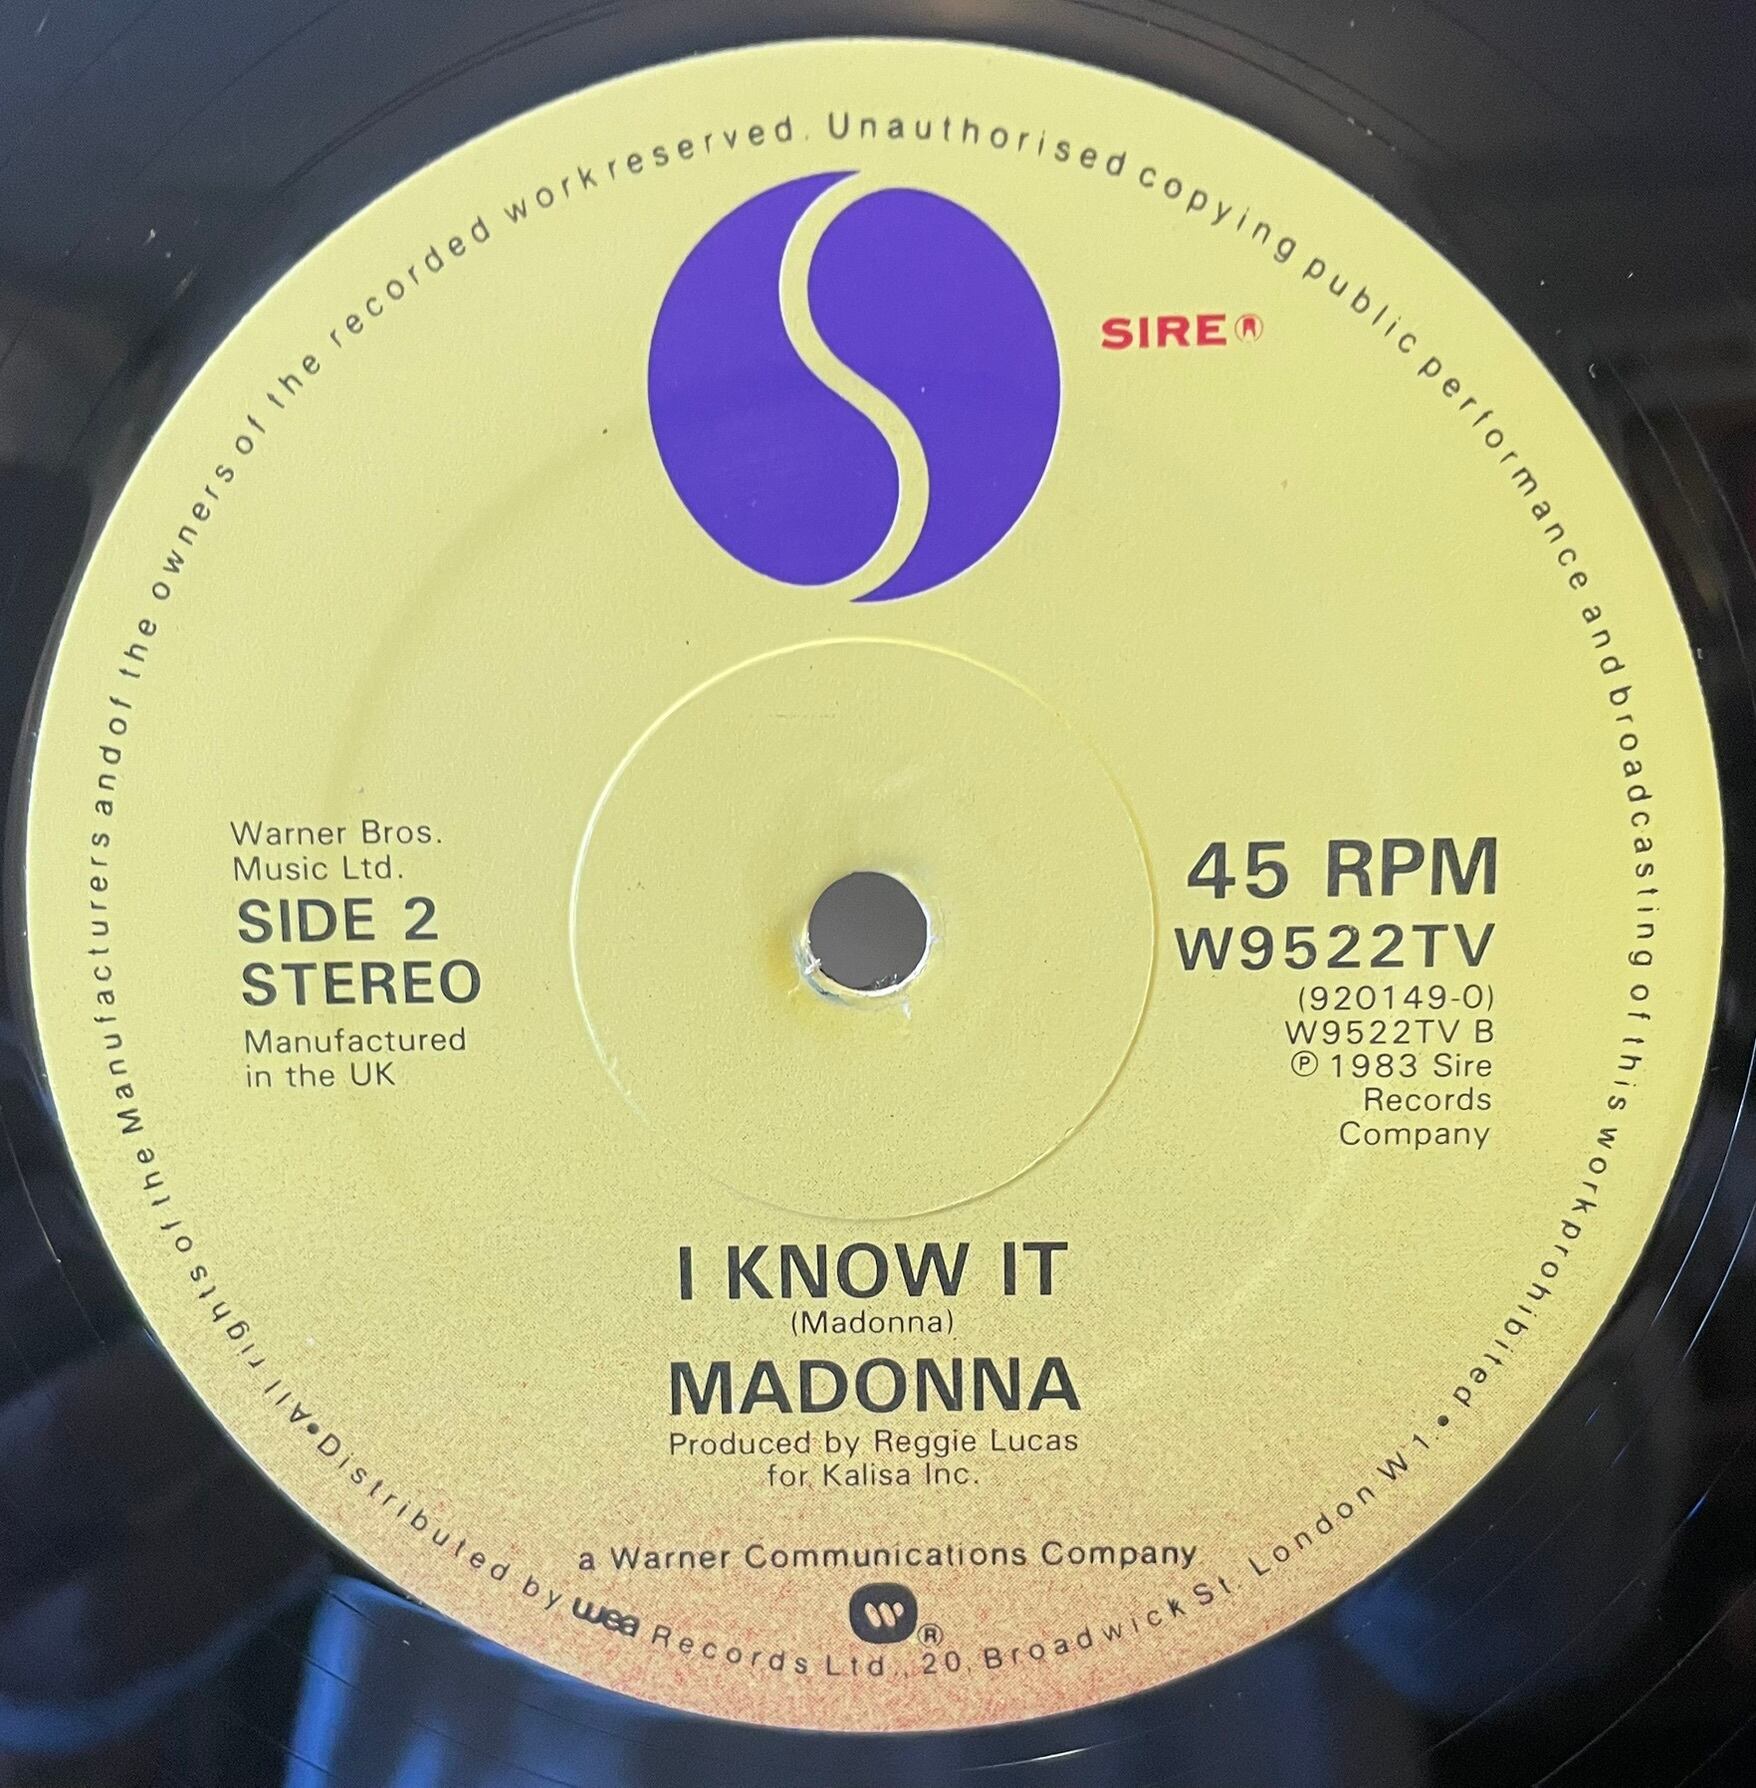 All rights of the Manufacturers and of the owners of the recorded work reserved. Unauthorised copying public performance and broadcasting of this work prohibited
SIRE®
Warner Bros.
Music Ltd.
SIDE 2
STEREO
Manufactured
in the UK
45 RPM
W9522TV
(920149-0)
W9522TV B
℗ 1983 Sire
Records
Company
I KNOW IT
(Madonna)
MADONNA
Produced by Reggie Lucas
for Kalisa Inc.
a Warner Communications Company
®
•Distributed by wea Records Ltd., 20, Broadwick St. London W 1.•